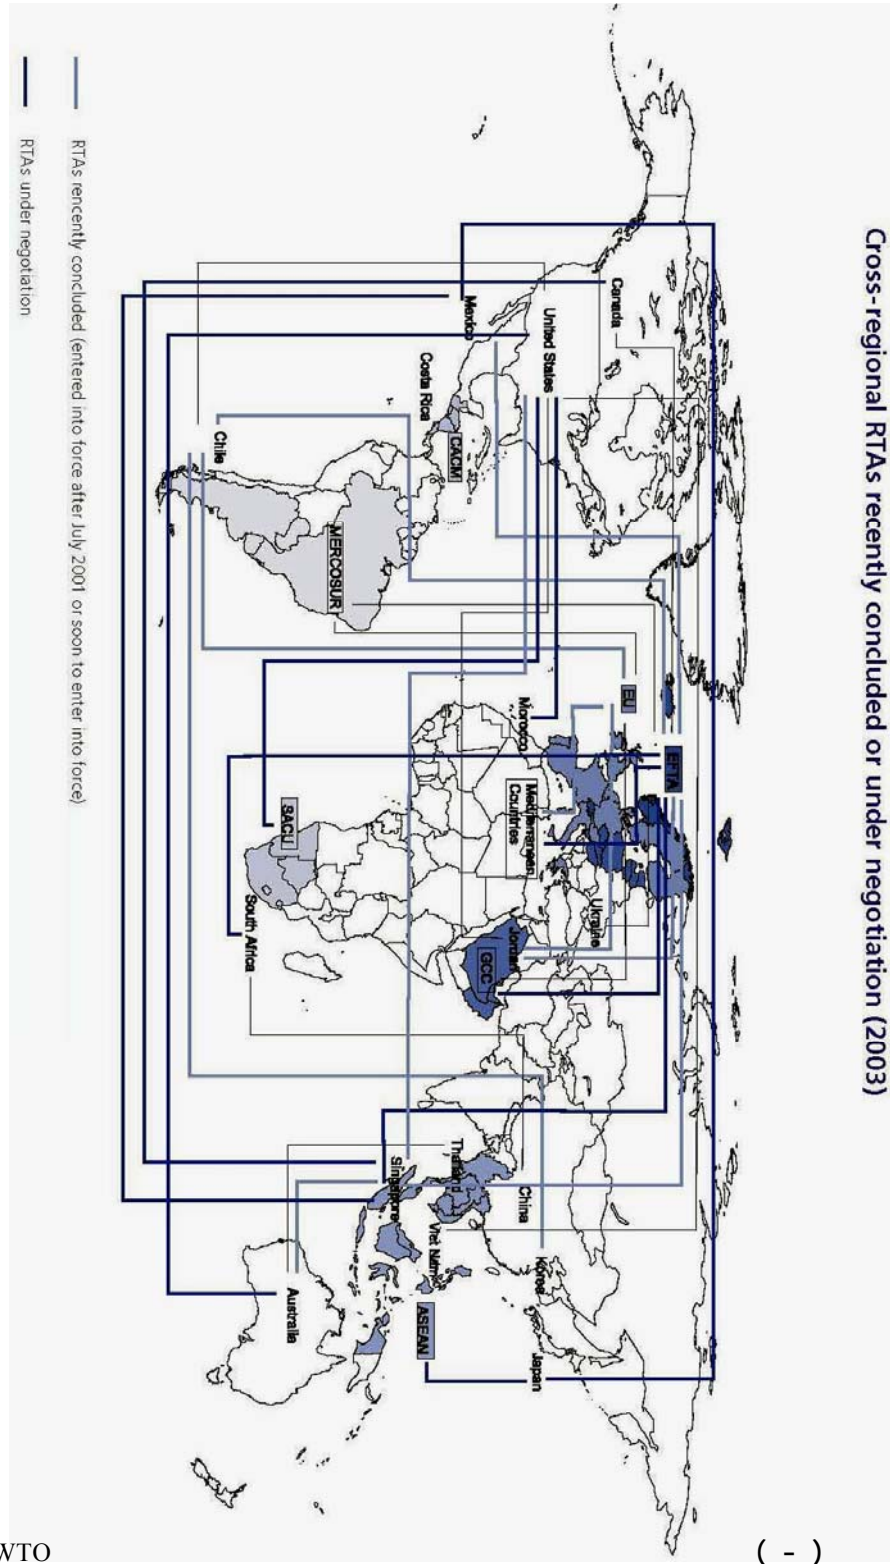 Cross-regional RTAs recently concluded or under negotiation (2003)
Canada
United States
Mexico
Costa Rica
CACM
Chile
MERCOSUR
EU
EFTA
Morocco
Mediterranean
Countries
Ukraine
Jordan
GCC
SACU
South Africa
China
Thailand
Singapore
Viet Nam
Korea
Japan
ASEAN
Australia
RTAs rencently concluded (entered into force after July 2001 or soon to enter into force)
RTAs under negotiation
WTO
( - )